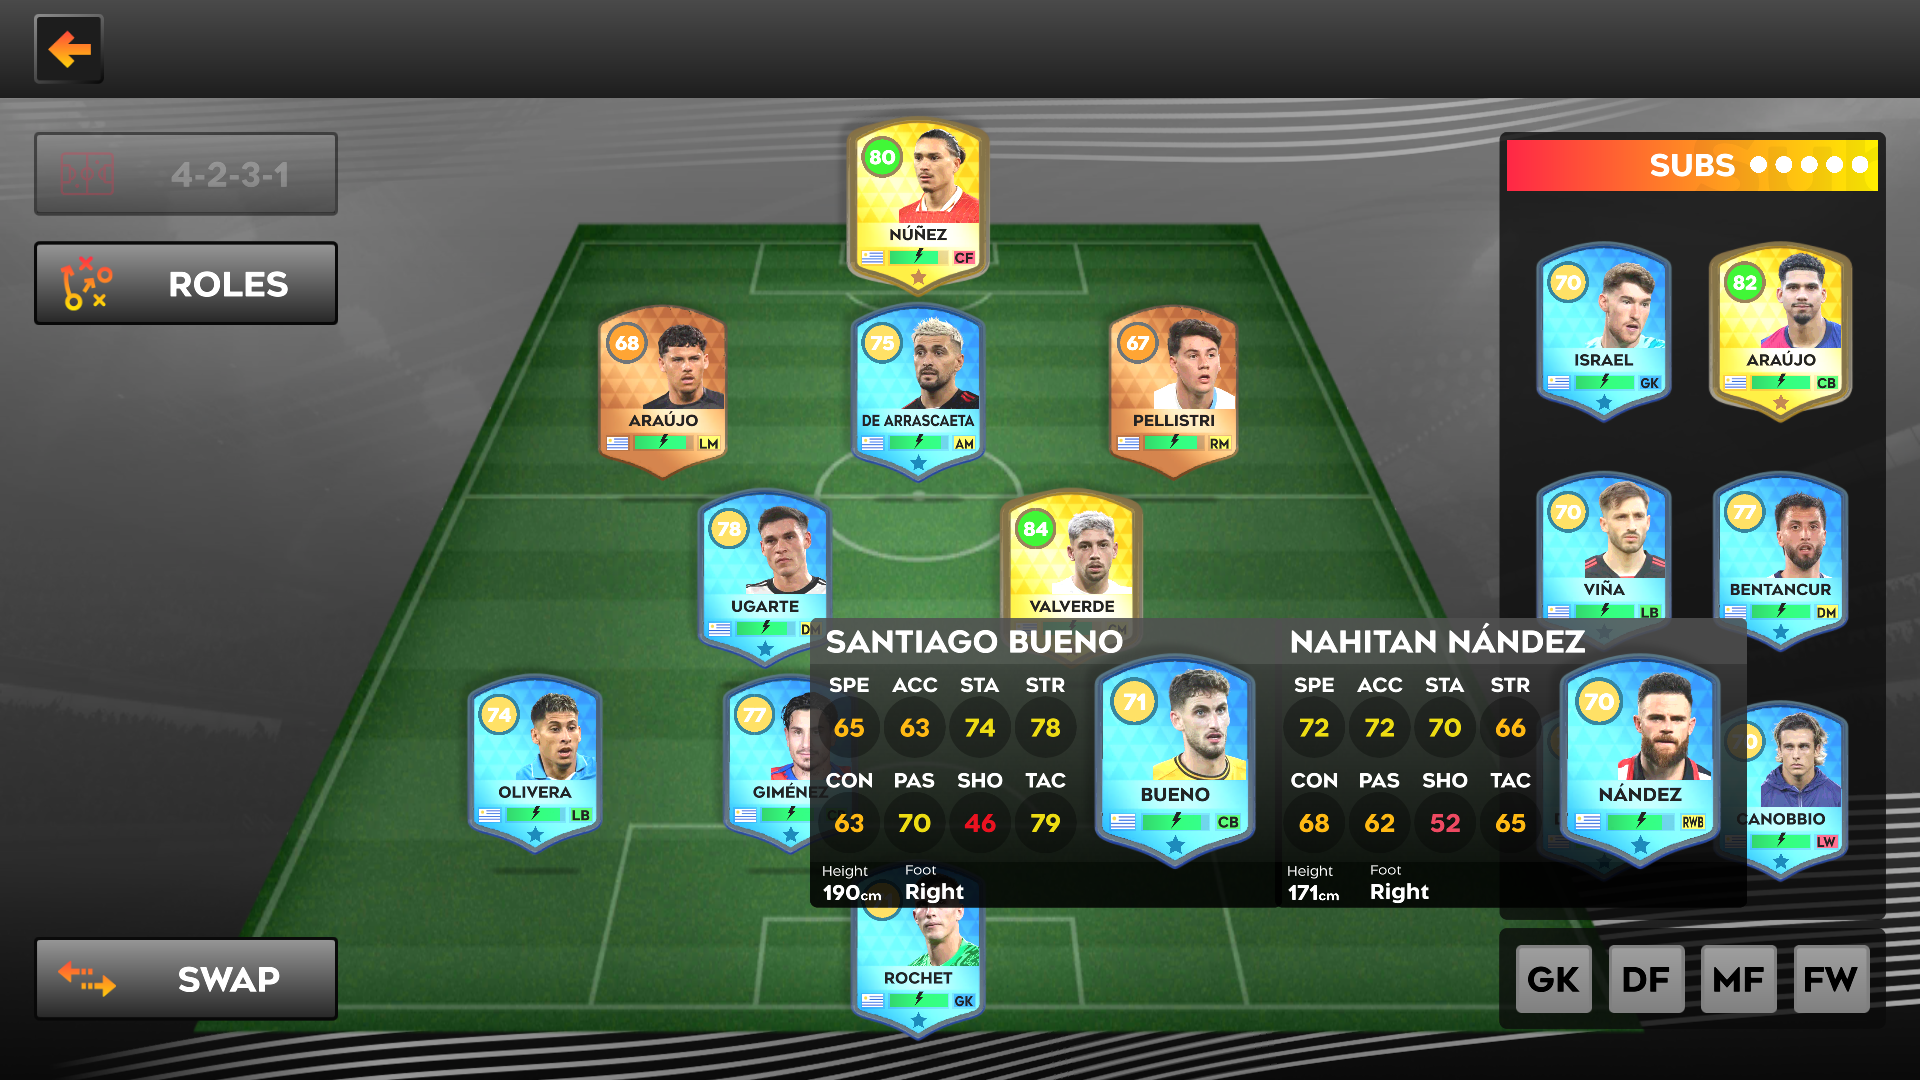 4-2-3-1
ROLES
SWAP
80
NÚÑEZ
CF
68
ARAÚJO
LM
75
DE ARRASCAETA
AM
67
PELLISTRI
RM
78
UGARTE
84
VALVERDE
74
OLIVERA
LB
77
GIMÉNEZ
ROCHET
GK
SANTIAGO BUENO
SPE ACC STA STR
65 63 74 78
CON PAS SHO TAC
63 70 46 79
Height Foot
190cm Right
71
BUENO
CB
NAHITAN NÁNDEZ
SPE ACC STA STR
72 72 70 66
CON PAS SHO TAC
68 62 52 65
Height Foot
171cm Right
70
NÁNDEZ
RWB
SUBS
70
ISRAEL
GK
82
ARAÚJO
CB
70
VIÑA
LB
77
BENTANCUR
DM
CANOBBIO
LW
GK DF MF FW